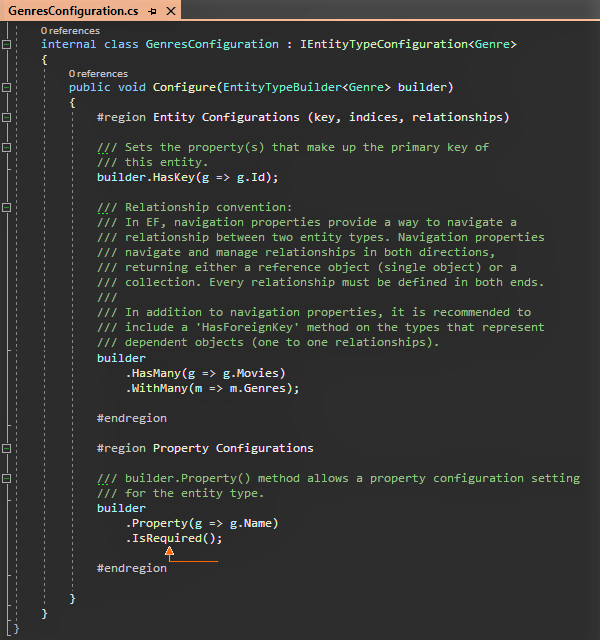 GenresConfiguration.cs
0 references
internal class GenresConfiguration : IEntityTypeConfiguration<Genre>
{
0 references
public void Configure(EntityTypeBuilder<Genre> builder)
{
#region Entity Configurations (key, indices, relationships)
/// Sets the property(s) that make up the primary key of
/// this entity.
builder.HasKey(g => g.Id);
/// Relationship convention:
/// In EF, navigation properties provide a way to navigate a
/// relationship between two entity types. Navigation properties
/// navigate and manage relationships in both directions,
/// returning either a reference object (single object) or a
/// collection. Every relationship must be defined in both ends.
///
/// In addition to navigation properties, it is recommended to
/// include a 'HasForeignKey' method on the types that represent
/// dependent objects (one to one relationships).
builder
.HasMany(g => g.Movies)
.WithMany(m => m.Genres);
#endregion
#region Property Configurations
/// builder.Property() method allows a property configuration setting
/// for the entity type.
builder
.Property(g => g.Name)
.IsRequired();
#endregion
}
}
}